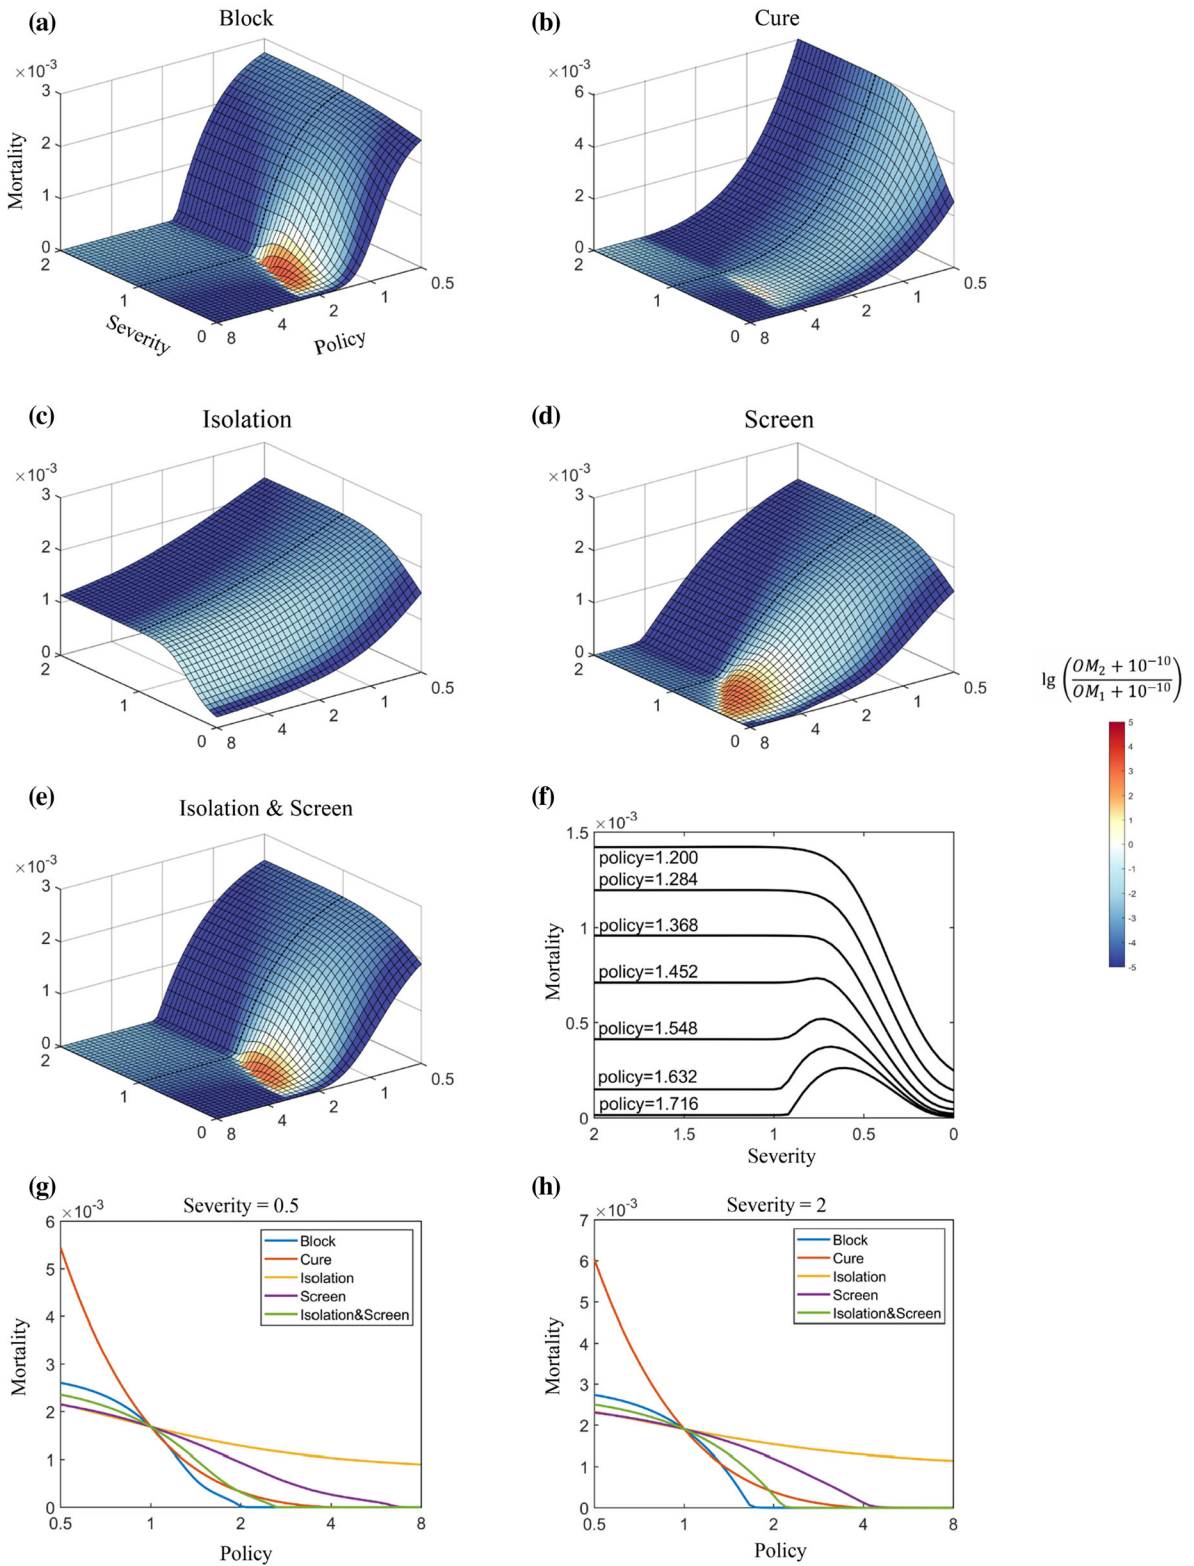 (a) Block
×10⁻³
3
2
1
0
Mortality
2
1
0
Severity
8
4
2
1
0.5
Policy
(b) Cure
×10⁻³
6
4
2
0
2
1
0
8
4
2
1
0.5
(c) Isolation
×10⁻³
3
2
1
0
2
1
0
8
4
2
1
0.5
(d) Screen
×10⁻³
3
2
1
0
2
1
0
8
4
2
1
0.5
lg (OM₂ + 10⁻¹⁰ / OM₁ + 10⁻¹⁰)
5
4
3
2
1
0
-1
-2
-3
-4
-5
(e) Isolation & Screen
×10⁻³
3
2
1
0
2
1
0
8
4
2
1
0.5
(f)
×10⁻³
1.5
1
0.5
0
Mortality
policy=1.200
policy=1.284
policy=1.368
policy=1.452
policy=1.548
policy=1.632
policy=1.716
2 1.5 1 0.5 0
Severity
(g) Severity = 0.5
×10⁻³
6
5
4
3
2
1
0
Mortality
Block
Cure
Isolation
Screen
Isolation&Screen
0.5 1 2 4 8
Policy
(h) Severity = 2
×10⁻³
7
6
5
4
3
2
1
0
Mortality
Block
Cure
Isolation
Screen
Isolation&Screen
0.5 1 2 4 8
Policy